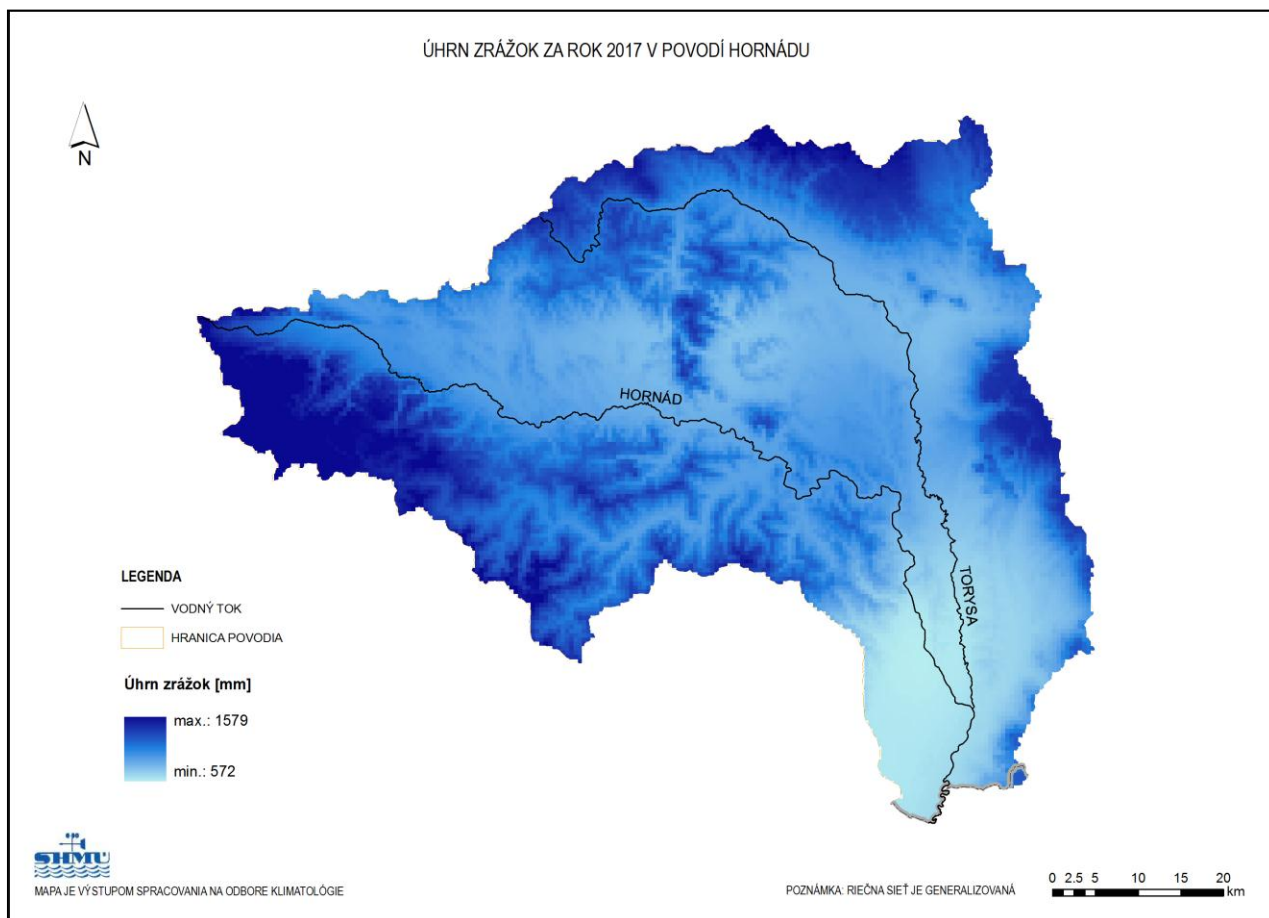 ÚHRN ZRÁŽOK ZA ROK 2017 V POVODÍ HORNÁDU
N
HORNÁD
TORYSA
LEGENDA
VODNÝ TOK
HRANICA POVODIA
Úhrn zrážok [mm]
max.: 1579
min.: 572
SHMÚ
MAPA JE VÝSTUPOM SPRACOVANIA NA ODBORE KLIMATOLÓGIE
POZNÁMKA: RIEČNA SIEŤ JE GENERALIZOVANÁ
0 2.5 5 10 15 20
km